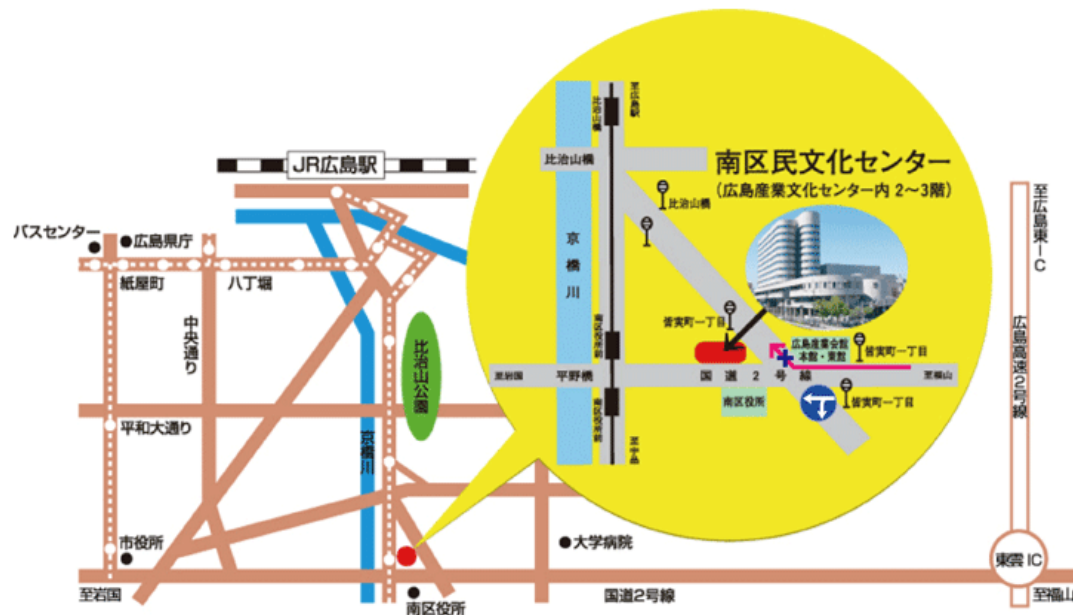 JR広島駅
バスセンター
広島県庁
紙屋町
八丁堀
中央通り
比治山公園
平和大通り
京橋川
市役所
大学病院
至岩国
南区役所
国道2号線
至福山
東雲IC
広島高速2号線
至広島東IC
南区民文化センター
(広島産業文化センター内 2〜3階)
至広島駅
比治山橋
比治山橋
比治山橋
京橋川
皆実町一丁目
南区役所前
広島産業会館
本館・東館
皆実町一丁目
至岩国
平野橋
国道2号線
至福山
南区役所
皆実町一丁目
南区役所前
至宇品